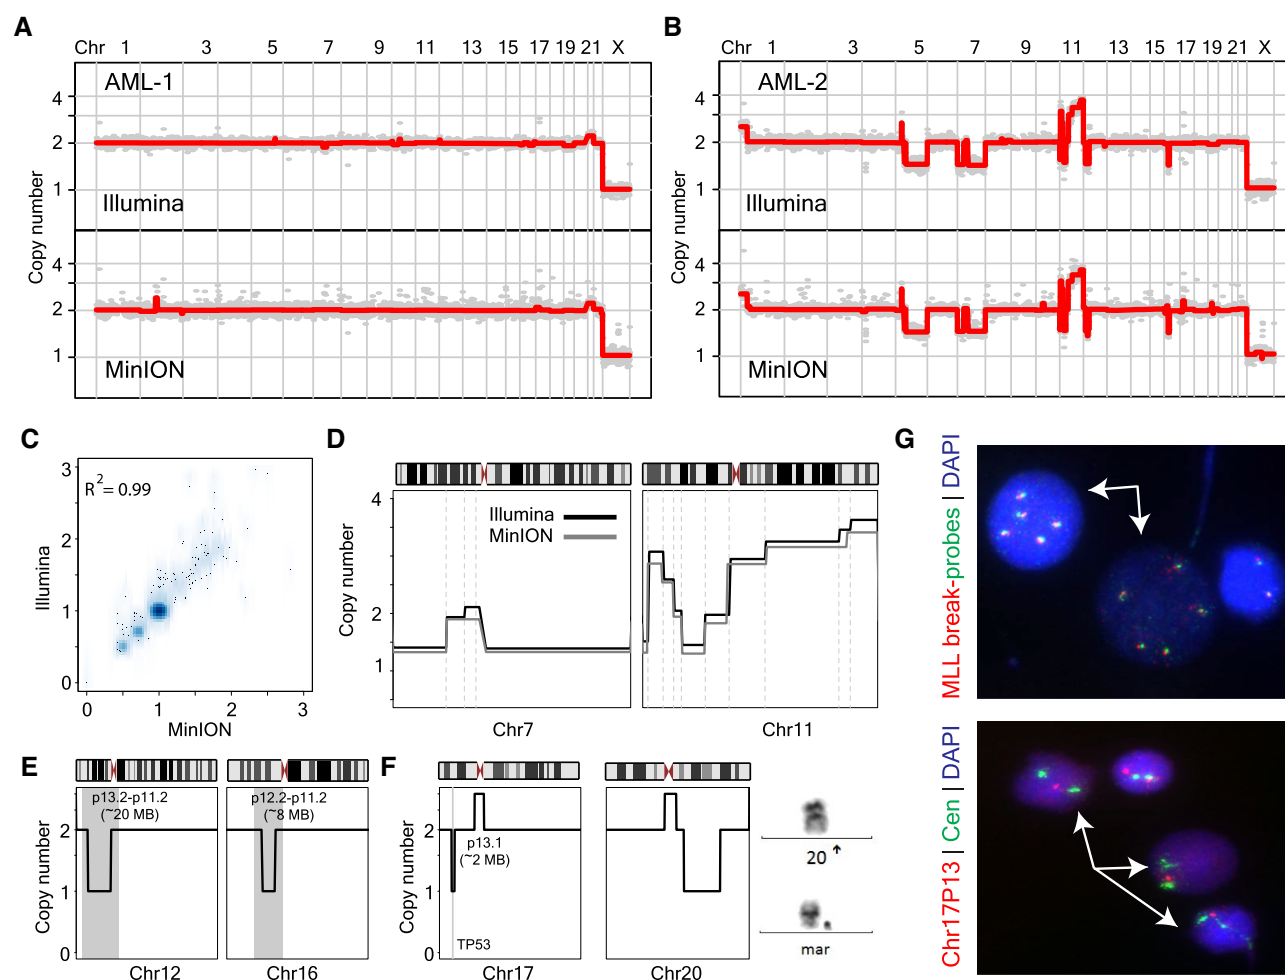 A
Chr 1 3 5 7 9 11 13 15 17 19 21 X
AML-1
4
2
1
Illumina
Copy number
4
2
1
MinION
B
Chr 1 3 5 7 9 11 13 15 17 19 21 X
AML-2
4
2
1
Illumina
Copy number
4
2
1
MinION
C
3
R2= 0.99
2
Illumina
1
0
0 1 2 3
MinION
D
4
Illumina
MinION
Copy number
2
1
Chr7
Chr11
E
p13.2-p11.2
(~20 MB)
p12.2-p11.2
(~8 MB)
2
Copy number
1
0
Chr12
Chr16
F
2
p13.1
(~2 MB)
Copy number
1
TP53
0
Chr17
Chr20
20
mar
G
MLL break-probes | DAPI
Chr17P13 | Cen | DAPI